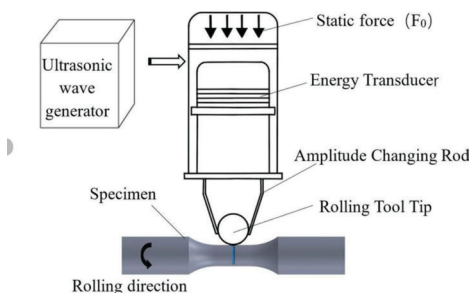 Static force（F₀）
Ultrasonic
wave
generator
Energy Transducer
Amplitude Changing Rod
Specimen
Rolling Tool Tip
Rolling direction